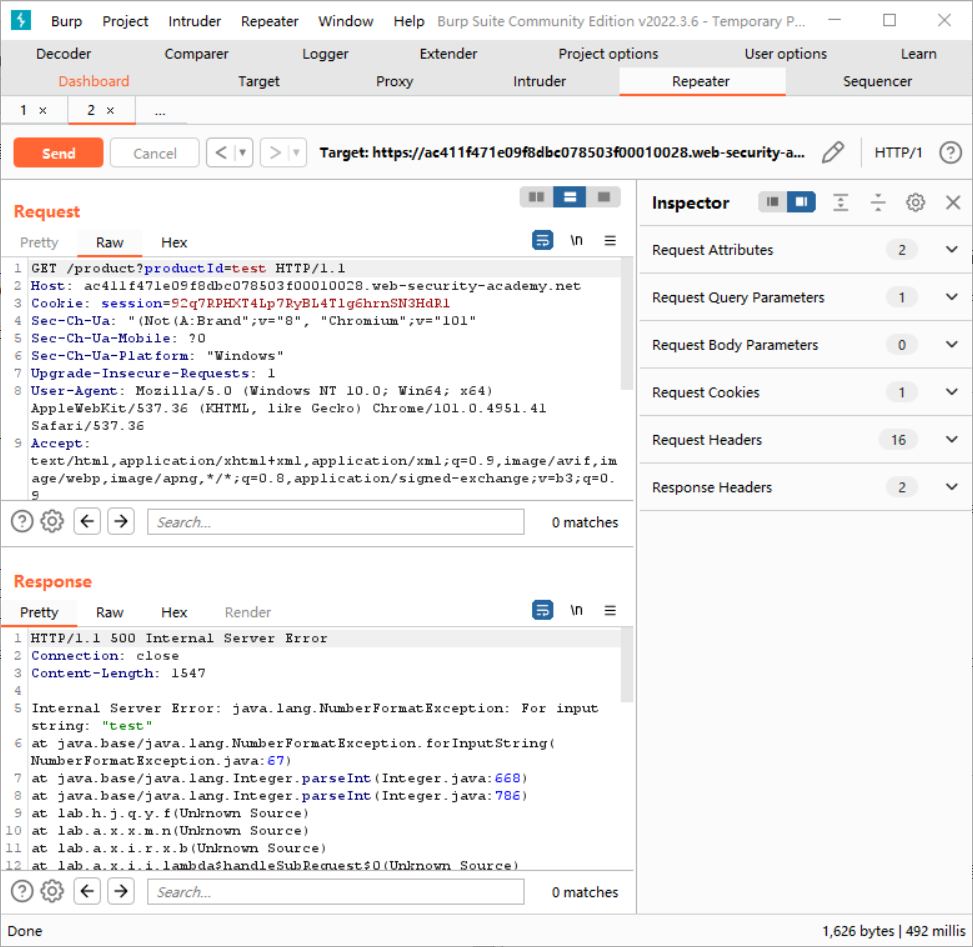 Burp Project Intruder Repeater Window Help Burp Suite Community Edition v2022.3.6 - Temporary P...
Decoder Comparer Logger Extender Project options User options Learn
Dashboard Target Proxy Intruder Repeater Sequencer
1 × 2 × ...
Send Cancel < > Target: https://ac411f471e09f8dbc078503f00010028.web-security-a... HTTP/1 ?
Request
Pretty Raw Hex \n
1 GET /product?productId=test HTTP/1.1
2 Host: ac411f471e09f8dbc078503f00010028.web-security-academy.net
3 Cookie: session=92q7RPHXT4Lp7RyBL4Tlg6hrnSN3HdRl
4 Sec-Ch-Ua: "(Not(A:Brand";v="8", "Chromium";v="101"
5 Sec-Ch-Ua-Mobile: ?0
6 Sec-Ch-Ua-Platform: "Windows"
7 Upgrade-Insecure-Requests: 1
8 User-Agent: Mozilla/5.0 (Windows NT 10.0; Win64; x64)
AppleWebKit/537.36 (KHTML, like Gecko) Chrome/101.0.4951.41
Safari/537.36
9 Accept:
text/html,application/xhtml+xml,application/xml;q=0.9,image/avif,im
age/webp,image/apng,*/*;q=0.8,application/signed-exchange;v=b3;q=0.
9
? Search... 0 matches
Response
Pretty Raw Hex Render \n
1 HTTP/1.1 500 Internal Server Error
2 Connection: close
3 Content-Length: 1547
4
5 Internal Server Error: java.lang.NumberFormatException: For input
string: "test"
6 at java.base/java.lang.NumberFormatException.forInputString(
NumberFormatException.java:67)
7 at java.base/java.lang.Integer.parseInt(Integer.java:668)
8 at java.base/java.lang.Integer.parseInt(Integer.java:786)
9 at lab.h.j.q.y.f(Unknown Source)
10 at lab.a.x.x.m.n(Unknown Source)
11 at lab.a.x.i.r.x.b(Unknown Source)
12 at lab.a.x.i.i.lambda$handleSubRequest$0(Unknown Source)
? Search... 0 matches
Inspector
Request Attributes 2
Request Query Parameters 1
Request Body Parameters 0
Request Cookies 1
Request Headers 16
Response Headers 2
Done 1,626 bytes | 492 millis